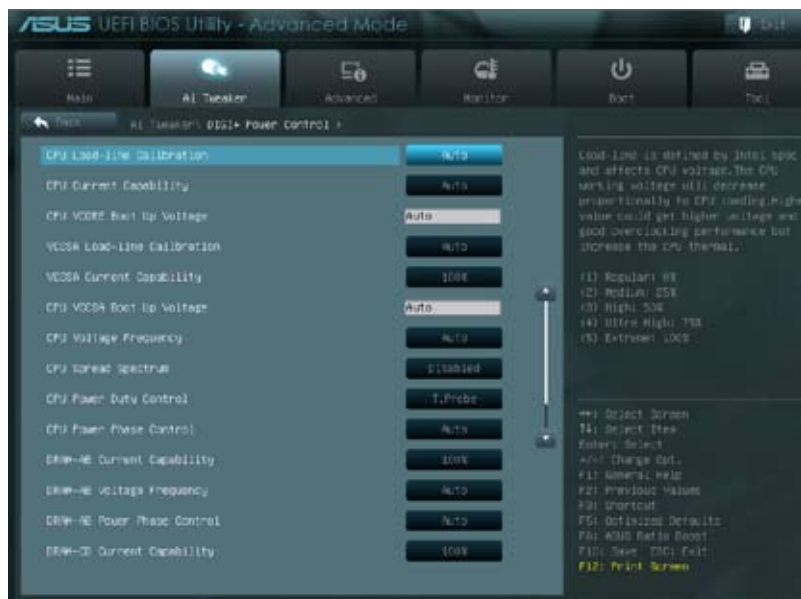 ASUS UEFI BIOS Utility - Advanced Mode
Exit
Main
Ai Tweaker
Advanced
Monitor
Boot
Tool
Back
Ai Tweaker\ DIGI+ Power Control >
CPU Load-line Calibration
Auto
CPU Current Capability
Auto
CPU VCORE Boot Up Voltage
Auto
VCCSA Load-line Calibration
Auto
VCCSA Current Capability
100%
CPU VCCSA Boot Up Voltage
Auto
CPU Voltage Frequency
Auto
CPU Spread Spectrum
Disabled
CPU Power Duty Control
T.Probe
CPU Power Phase Control
Auto
DRAM-AB Current Capability
100%
DRAM-AB Voltage Frequency
Auto
DRAM-AB Power Phase Control
Auto
DRAM-CD Current Capability
100%
Load-line is defined by Intel spec
and affects CPU voltage.The CPU
working voltage will decrease
proportionally to CPU loading.Higher
value could get higher voltage and
good overclocking performance but
increase the CPU thermal.
(1) Regular: 0%
(2) Medium: 25%
(3) High: 50%
(4) Ultra High: 75%
(5) Extreme: 100%
→←: Select Screen
↑↓: Select Item
Enter: Select
+/-: Change Opt.
F1: General Help
F2: Previous Values
F3: Shortcut
F5: Optimized Defaults
F6: ASUS Ratio Boost
F10: Save ESC: Exit
F12: Print Screen